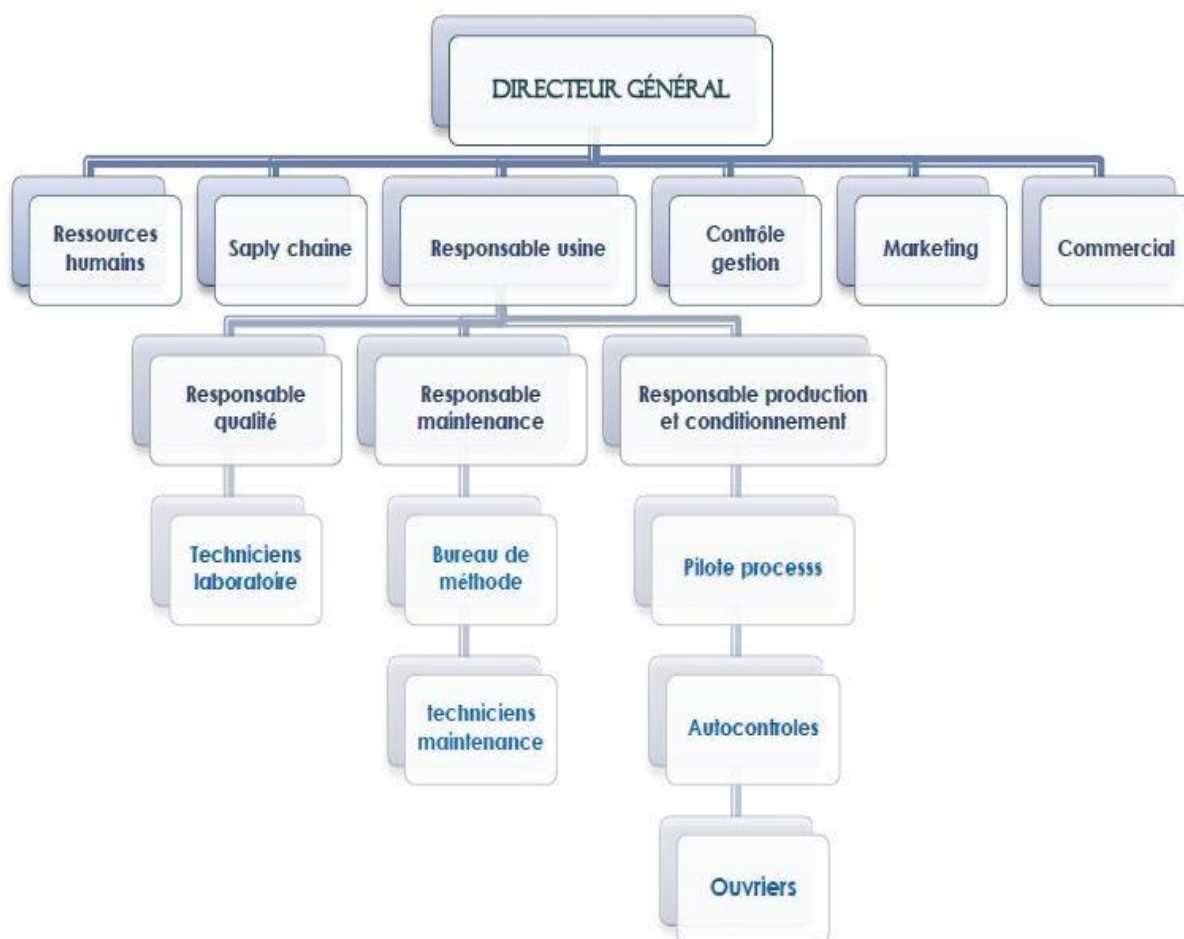 DIRECTEUR GÉNÉRAL
Ressources
humains
Saply chaine
Responsable usine
Contrôle
gestion
Marketing
Commercial
Responsable
qualité
Responsable
maintenance
Responsable production
et conditionnement
Techniciens
laboratoire
Bureau de
méthode
Pilote processs
techniciens
maintenance
Autocontroles
Ouvriers